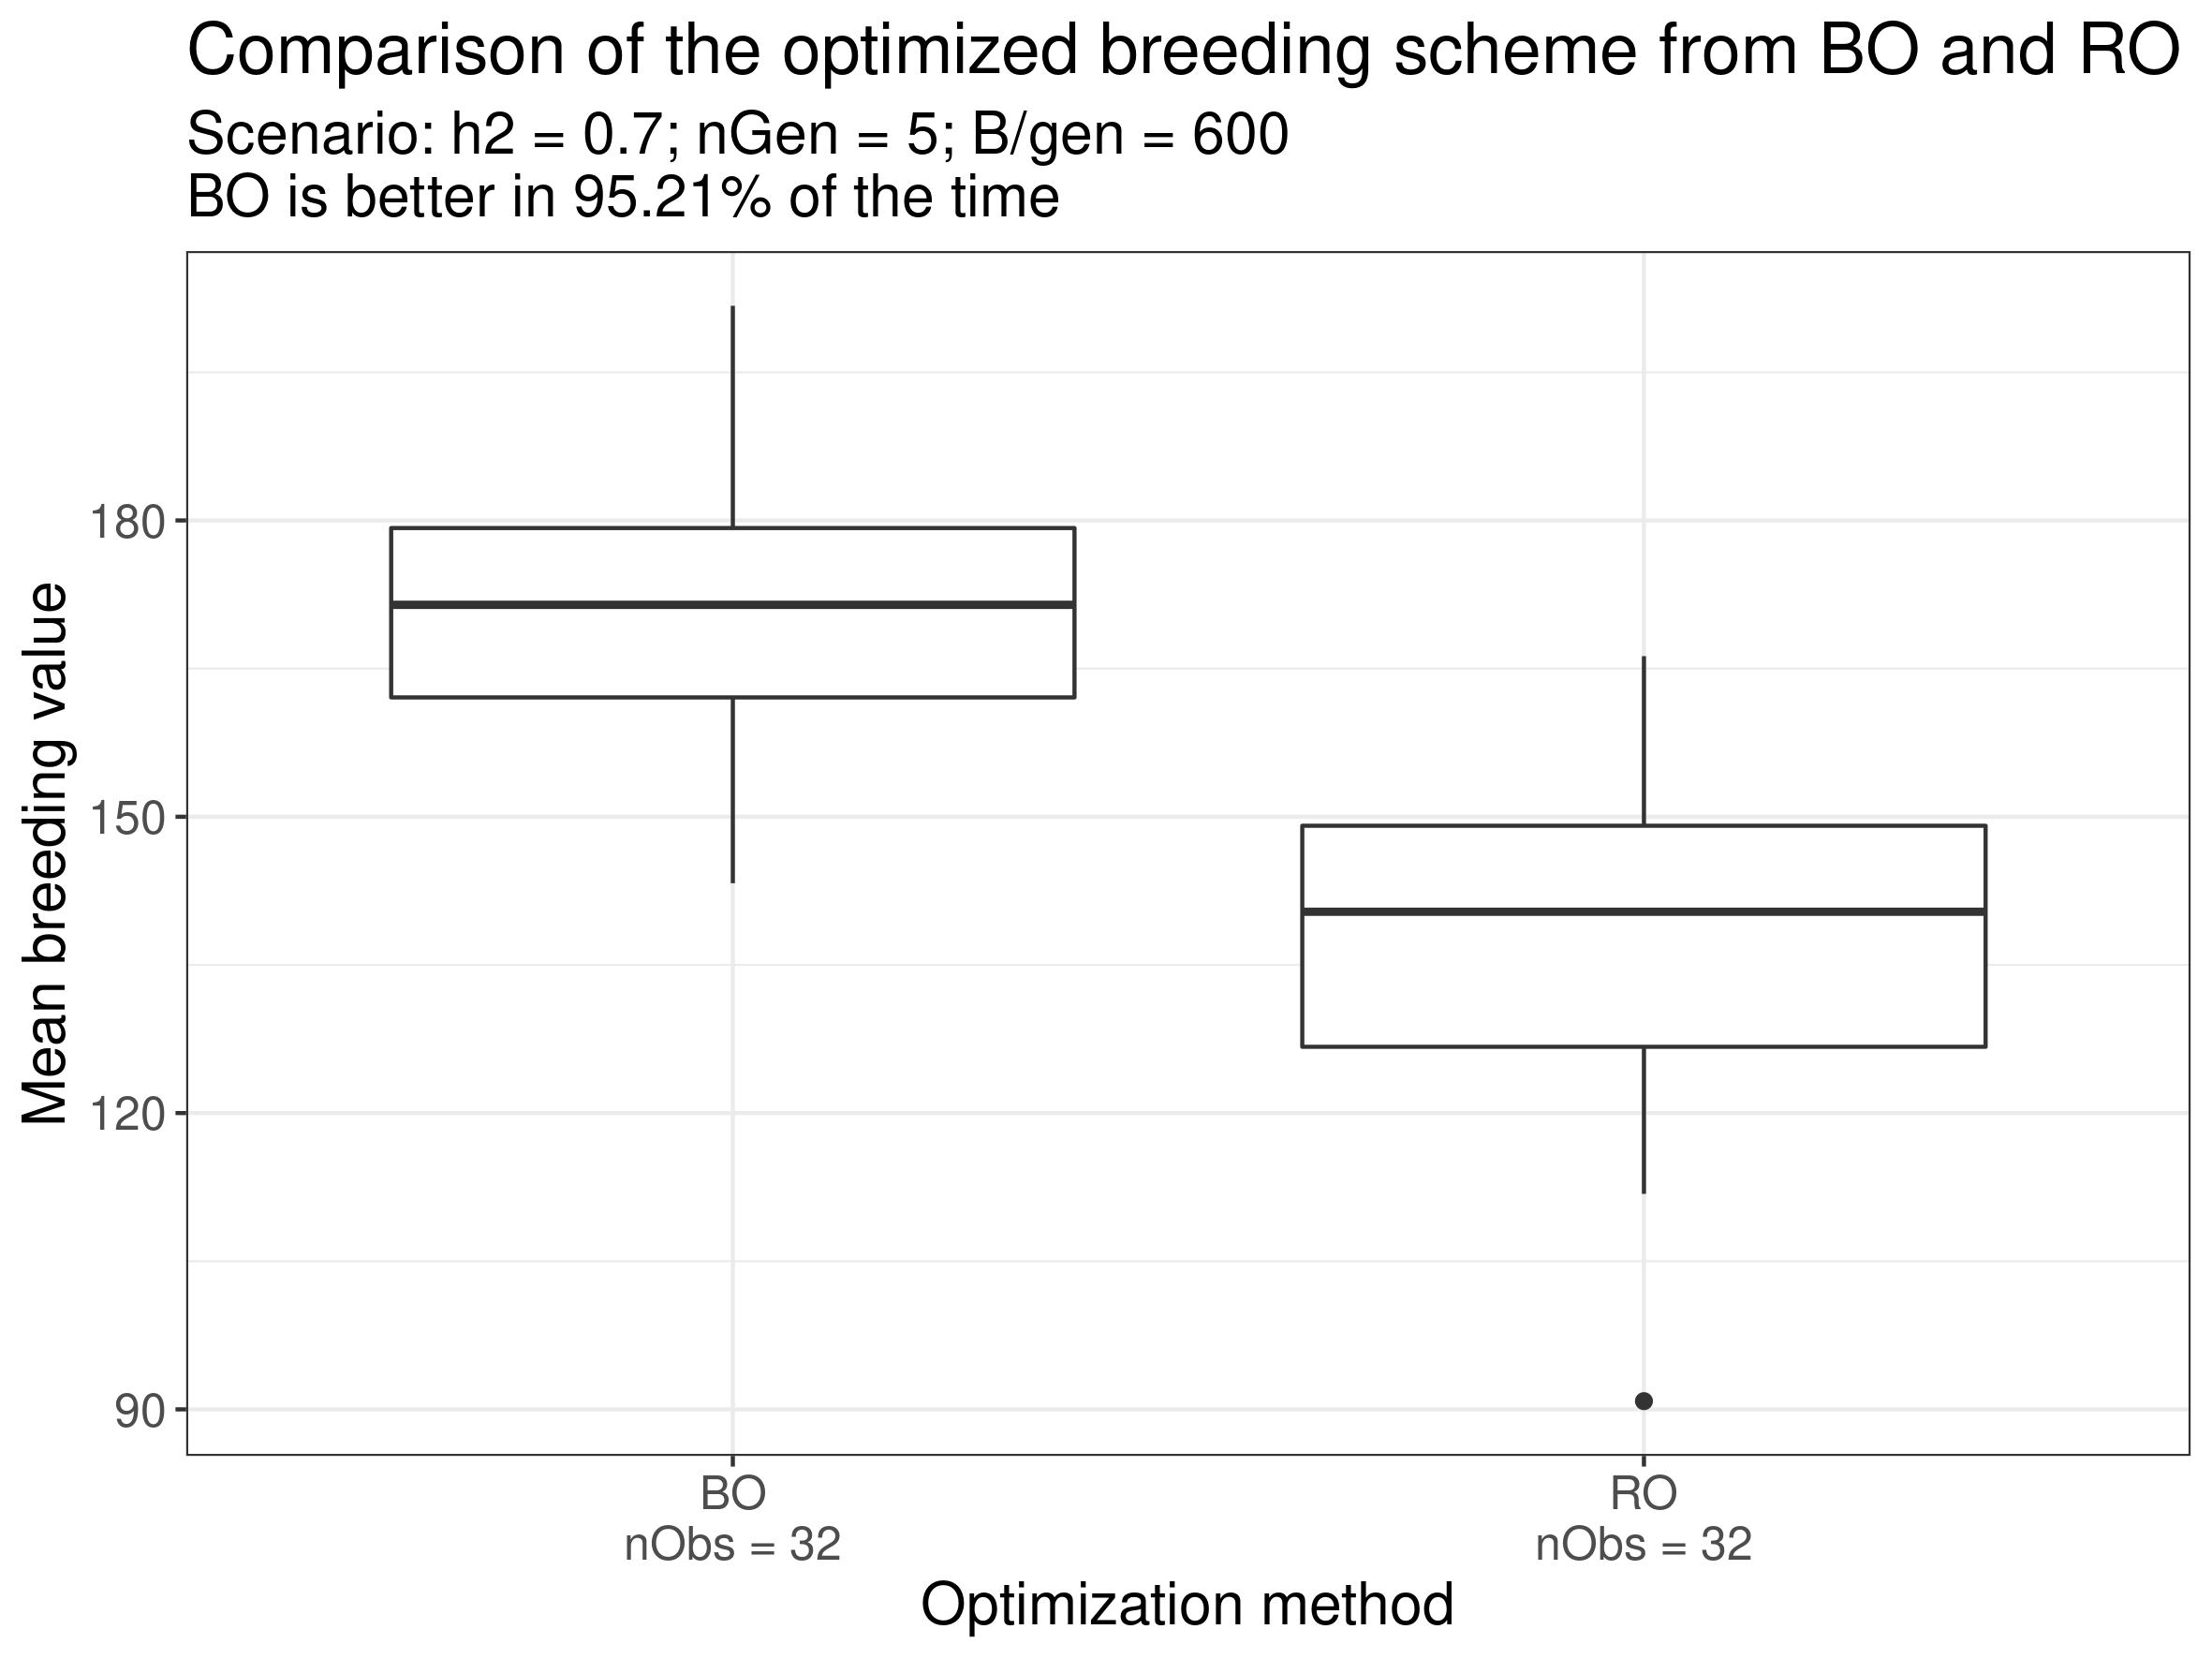 Comparison of the optimized breeding scheme from BO and RO
Scenario: h2 = 0.7; nGen = 5; B/gen = 600
BO is better in 95.21% of the time
Mean breeding value
180
150
120
90
BO
nObs = 32
RO
nObs = 32
Optimization method